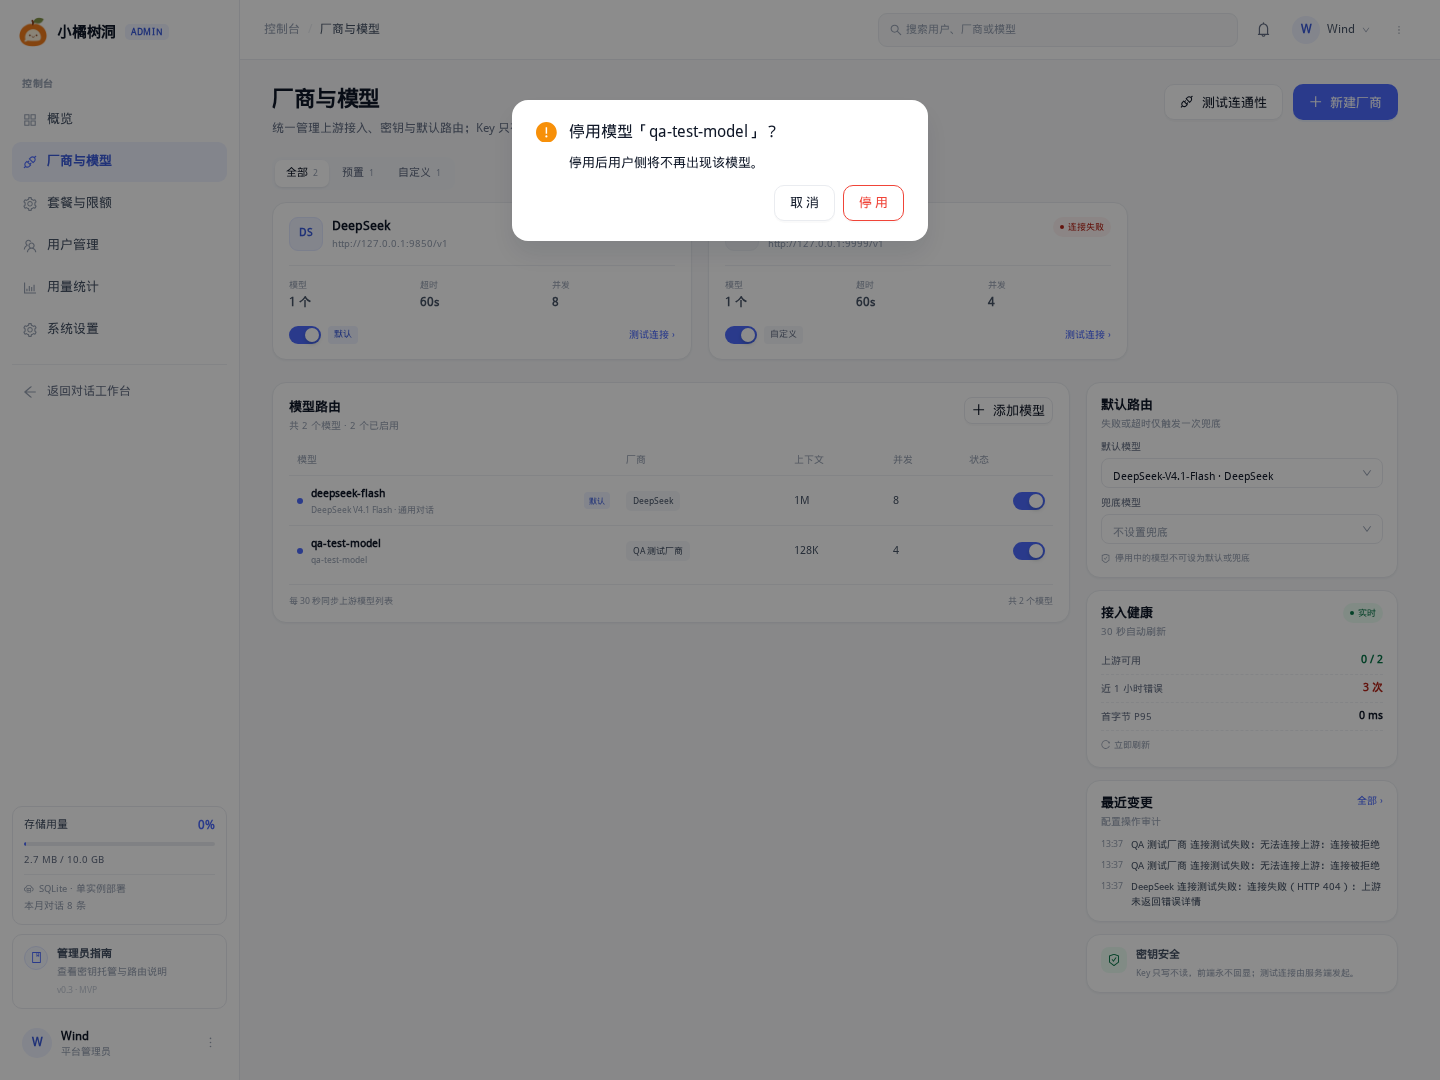 小橘树洞 ADMIN
控制台
概览
厂商与模型
套餐与限额
用户管理
用量统计
系统设置
返回对话工作台
存储用量 0%
2.7 MB / 10.0 GB
SQLite · 单实例部署
本月对话 8 条
管理员指南
查看密钥托管与路由说明
v0.3 · MVP
W Wind
平台管理员
控制台 / 厂商与模型
搜索用户、厂商或模型
W Wind
厂商与模型
统一管理上游接入、密钥与默认路由；Key 只
测试连通性
新建厂商
全部 2 预置 1 自定义 1
停用模型「 qa-test-model 」？
停用后用户侧将不再出现该模型。
取 消 停 用
DS DeepSeek
http://127.0.0.1:9850/v1
模型 超时 并发
1 个 60s 8
默认 测试连接 ›
连接失败
http://127.0.0.1:9999/v1
模型 超时 并发
1 个 60s 4
自定义 测试连接 ›
模型路由
共 2 个模型 · 2 个已启用
添加模型
模型 厂商 上下文 并发 状态
deepseek-flash 默认 DeepSeek 1M 8
DeepSeek V4.1 Flash · 通用对话
qa-test-model QA 测试厂商 128K 4
qa-test-model
每 30 秒同步上游模型列表 共 2 个模型
默认路由
失败或超时仅触发一次兜底
默认模型
DeepSeek-V4.1-Flash · DeepSeek
兜底模型
不设置兜底
停用中的模型不可设为默认或兜底
接入健康 实时
30 秒自动刷新
上游可用 0 / 2
近 1 小时错误 3 次
首字节 P95 0 ms
立即刷新
最近变更 全部 ›
配置操作审计
13:37 QA 测试厂商 连接测试失败：无法连接上游：连接被拒绝
13:37 QA 测试厂商 连接测试失败：无法连接上游：连接被拒绝
13:37 DeepSeek 连接测试失败：连接失败（HTTP 404）：上游
未返回错误详情
密钥安全
Key 只写不读，前端永不回显；测试连接由服务端发起。